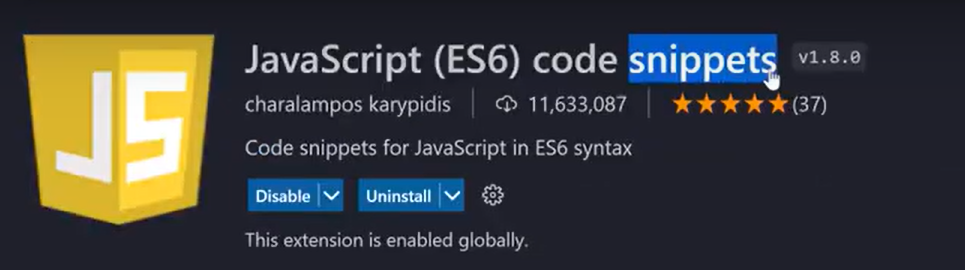 JS
JavaScript (ES6) code snippets v1.8.0
charalampos karypidis 11,633,087 ★★★★★(37)
Code snippets for JavaScript in ES6 syntax
Disable Uninstall
This extension is enabled globally.